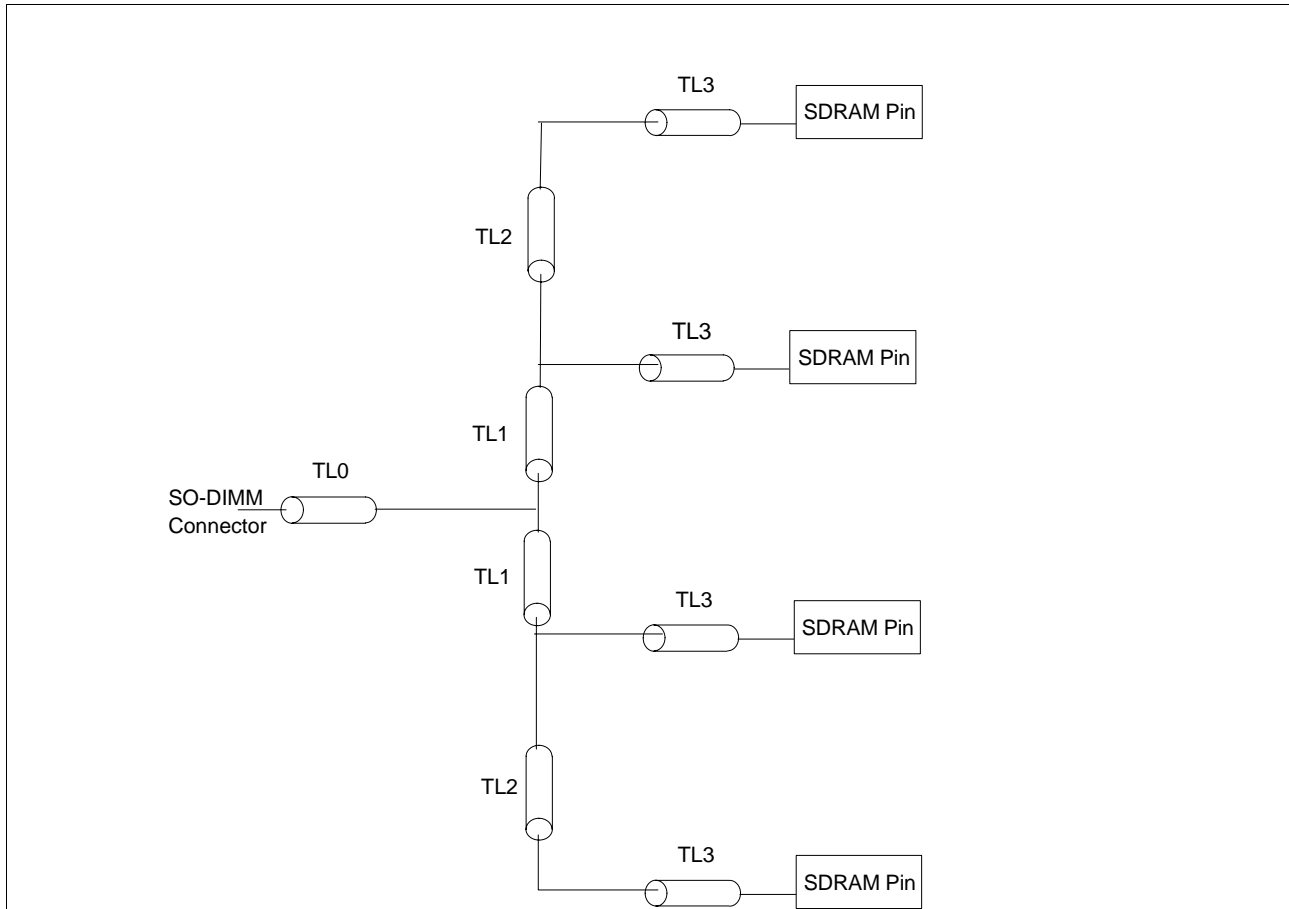 TL3
SDRAM Pin
TL2
TL3
SDRAM Pin
TL1
TL0
SO-DIMM
Connector
TL1
TL3
SDRAM Pin
TL2
TL3
SDRAM Pin